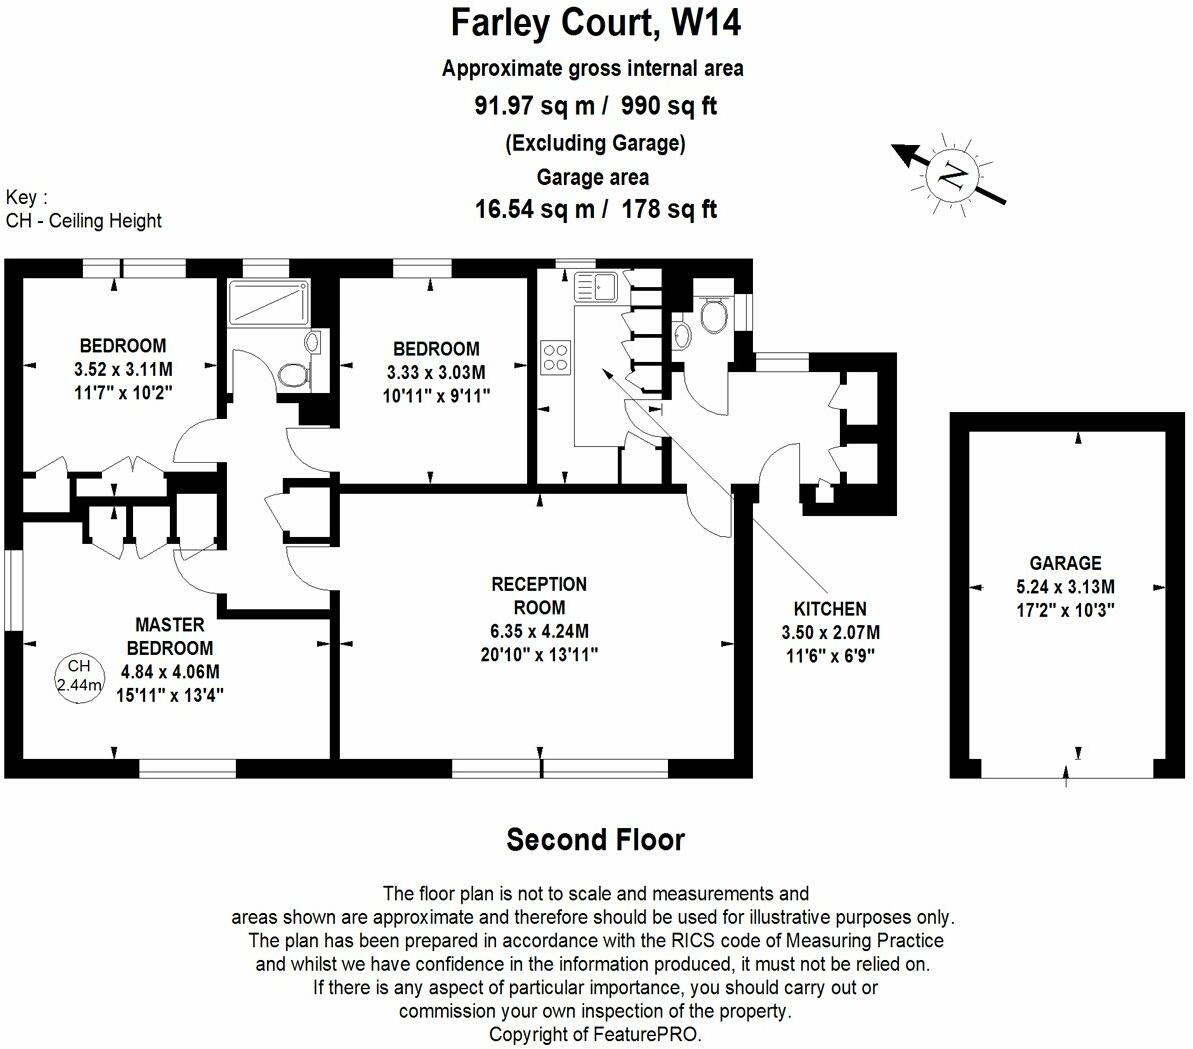 Farley Court, W14
Approximate gross internal area
91.97 sq m / 990 sq ft
(Excluding Garage)
Garage area
16.54 sq m / 178 sq ft
Key :
CH - Ceiling Height
N
BEDROOM
3.52 x 3.11M
11'7" x 10'2"
BEDROOM
3.33 x 3.03M
10'11" x 9'11"
MASTER
BEDROOM
4.84 x 4.06M
15'11" x 13'4"
CH
2.44m
RECEPTION
ROOM
6.35 x 4.24M
20'10" x 13'11"
KITCHEN
3.50 x 2.07M
11'6" x 6'9"
GARAGE
5.24 x 3.13M
17'2" x 10'3"
Second Floor
The floor plan is not to scale and measurements and
areas shown are approximate and therefore should be used for illustrative purposes only.
The plan has been prepared in accordance with the RICS code of Measuring Practice
and whilst we have confidence in the information produced, it must not be relied on.
If there is any aspect of particular importance, you should carry out or
commission your own inspection of the property.
Copyright of FeaturePRO.